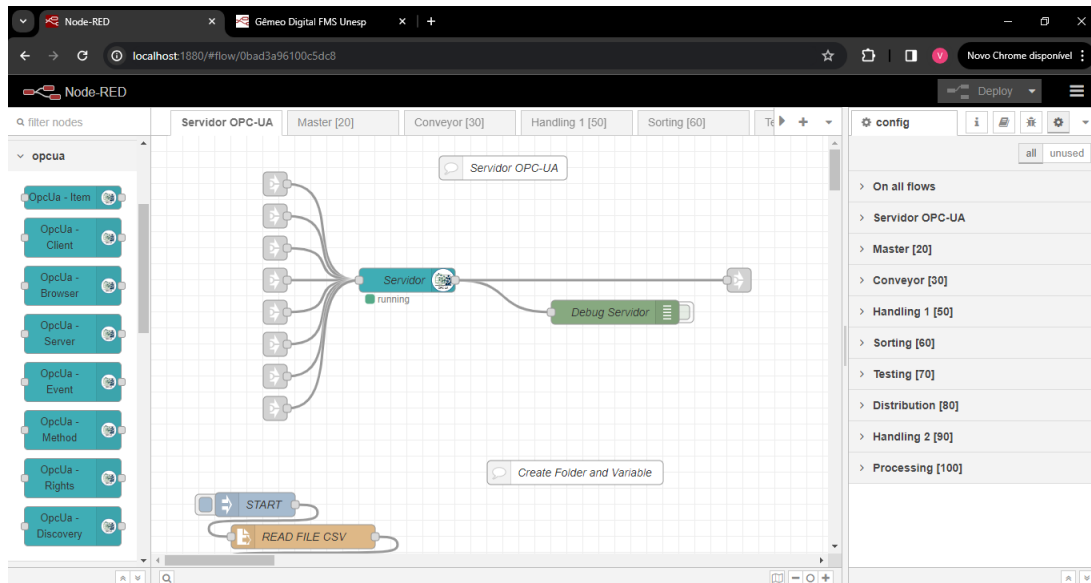 Node-RED
Gêmeo Digital FMS Unesp
localhost:1880/#flow/0bad3a96100c5dc8
V
Novo Chrome disponível
Node-RED
Deploy
filter nodes
Servidor OPC-UA
Master [20]
Conveyor [30]
Handling 1 [50]
Sorting [60]
Te
config
all
unused
opcua
OpcUa - Item
OpcUa -
Client
OpcUa -
Browser
OpcUa -
Server
OpcUa -
Event
OpcUa -
Method
OpcUa -
Rights
OpcUa -
Discovery
Servidor OPC-UA
Servidor
running
Debug Servidor
Create Folder and Variable
START
READ FILE CSV
On all flows
Servidor OPC-UA
Master [20]
Conveyor [30]
Handling 1 [50]
Sorting [60]
Testing [70]
Distribution [80]
Handling 2 [90]
Processing [100]